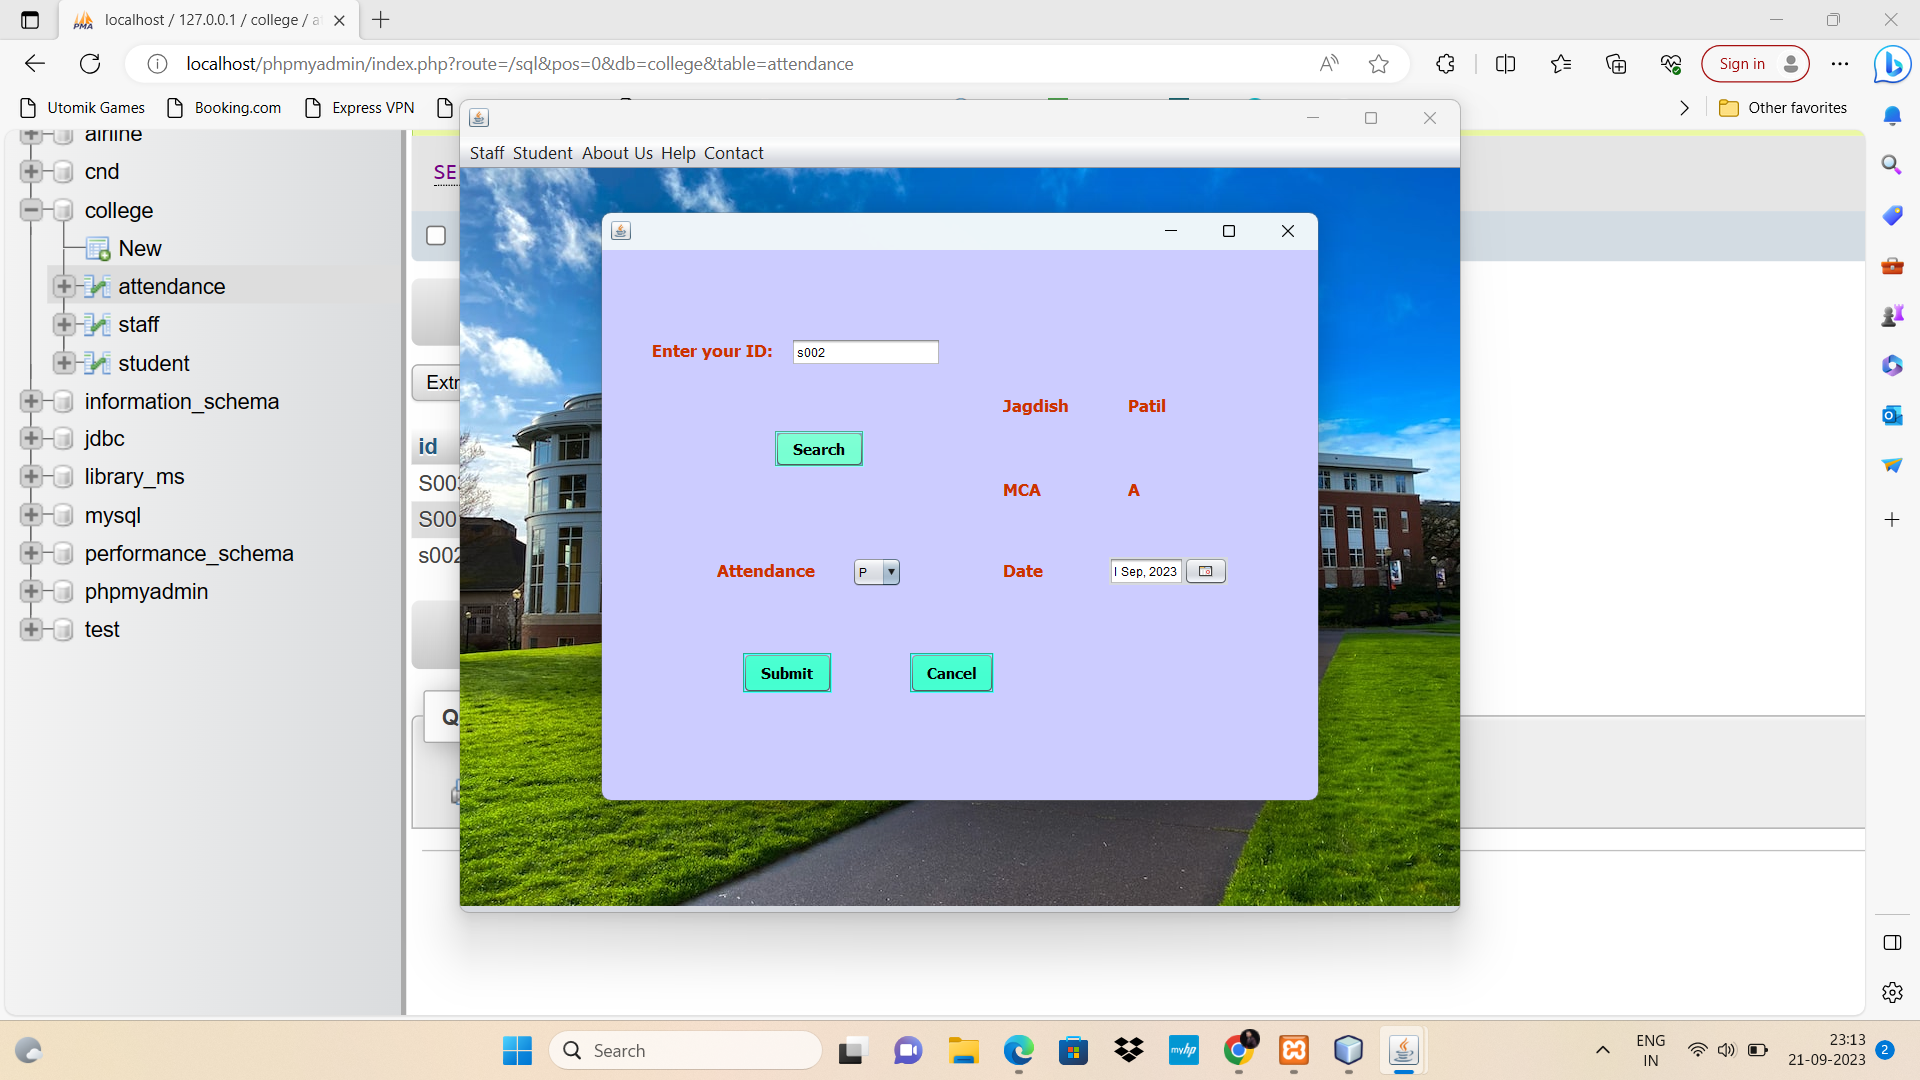 localhost / 127.0.0.1 / college / a
localhost/phpmyadmin/index.php?route=/sql&pos=0&db=college&table=attendance
Sign in
Utomik Games
Booking.com
Express VPN
Other favorites
airline
cnd
college
New
attendance
staff
student
information_schema
jdbc
library_ms
mysql
performance_schema
phpmyadmin
test
SE
Extr
id
S00
S00
s002
Q
Staff Student About Us Help Contact
Enter your ID: s002
Jagdish Patil
Search
MCA A
Attendance P Date Sep, 2023
Submit Cancel
Search
myhp
ENG
IN
23:13
21-09-2023
2